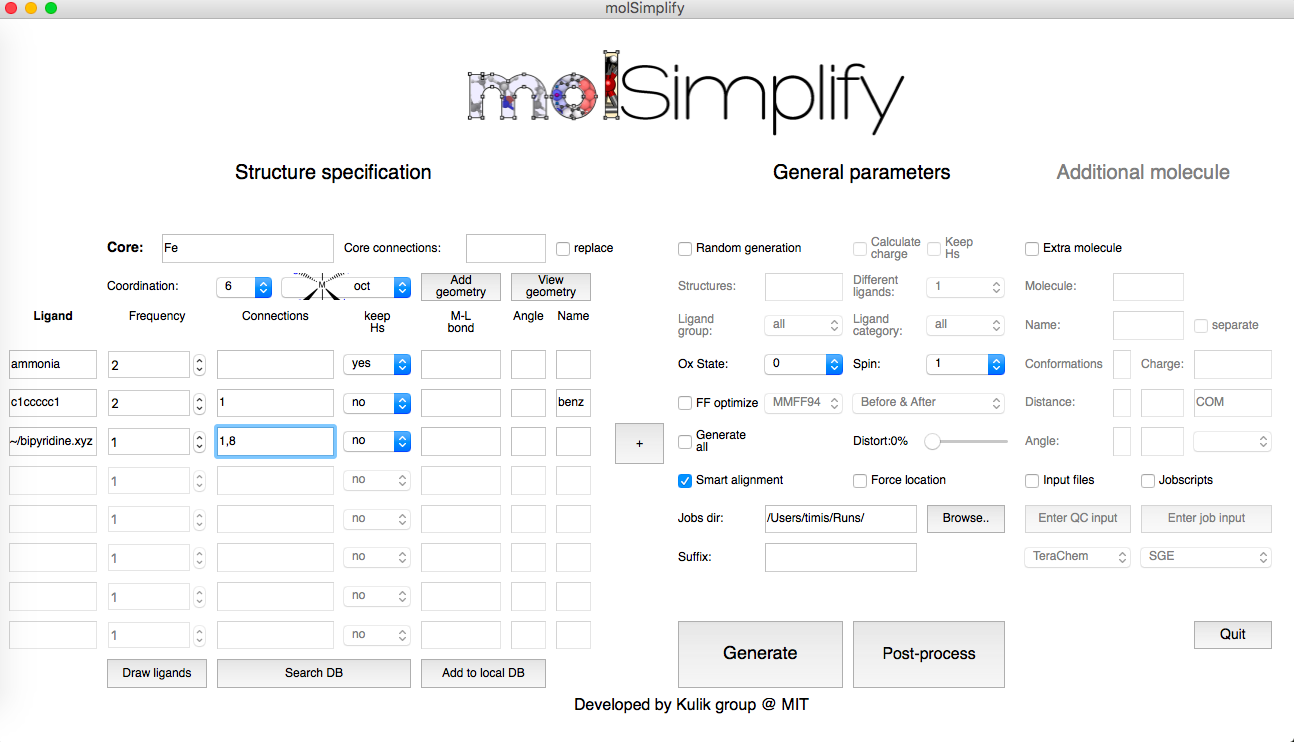 molSimplify
molSimplify
Structure specification
General parameters
Additional molecule
Core: Fe Core connections: replace
Random generation Calculate charge Keep Hs Extra molecule
Coordination: 6 M oct Add geometry View geometry
Structures: Different ligands: 1 Molecule:
Ligand Frequency Connections keep Hs M-L bond Angle Name
Ligand group: all Ligand category: all Name: separate
ammonia 2 yes
Ox State: 0 Spin: 1 Conformations Charge:
c1ccccc1 2 1 no benz
FF optimize MMFF94 Before & After Distance: COM
~/bipyridine.xyz 1 1,8 no +
Generate all Distort:0% Angle:
1 no
Smart alignment Force location Input files Jobscripts
1 no
Jobs dir: /Users/timis/Runs/ Browse.. Enter QC input Enter job input
1 no
Suffix: TeraChem SGE
1 no
1 no
Generate Post-process Quit
Draw ligands Search DB Add to local DB
Developed by Kulik group @ MIT